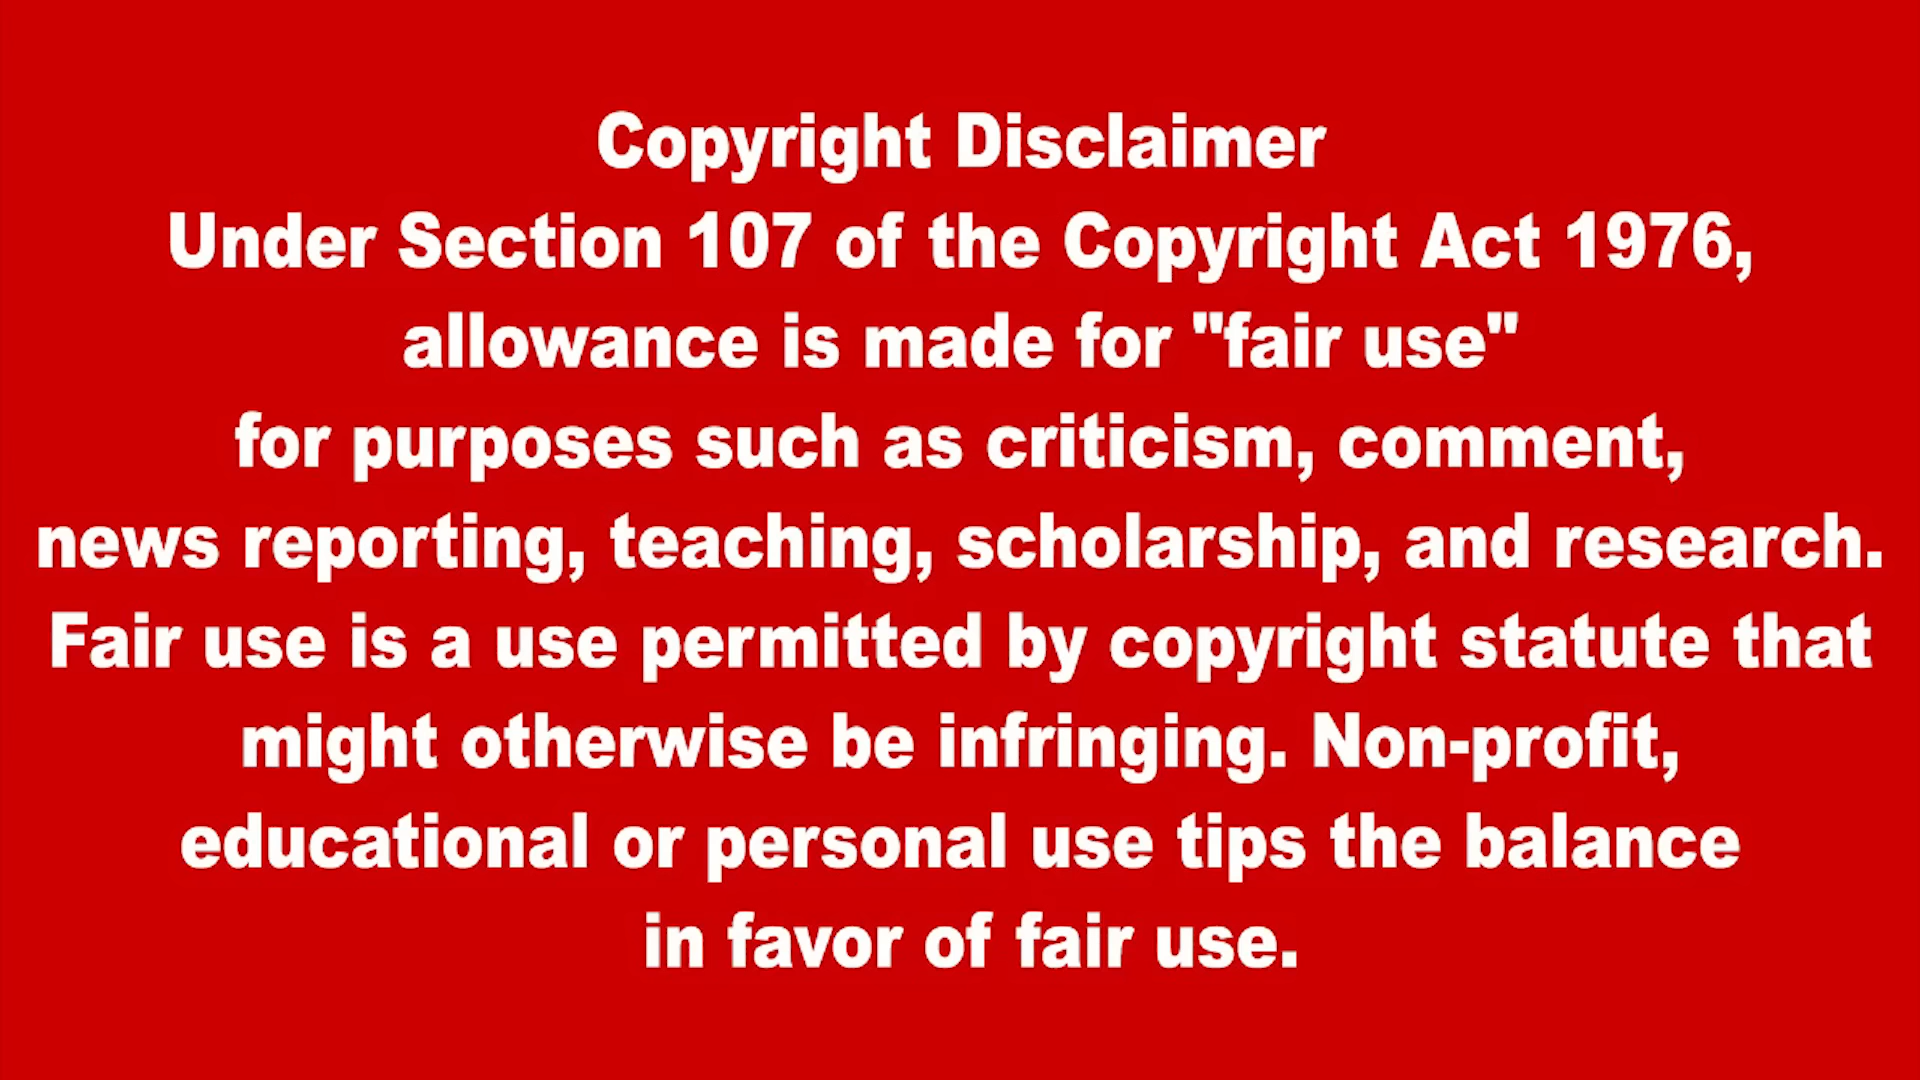 Copyright Disclaimer
Under Section 107 of the Copyright Act 1976,
allowance is made for "fair use"
for purposes such as criticism, comment,
news reporting, teaching, scholarship, and research.
Fair use is a use permitted by copyright statute that
might otherwise be infringing. Non-profit,
educational or personal use tips the balance
in favor of fair use.